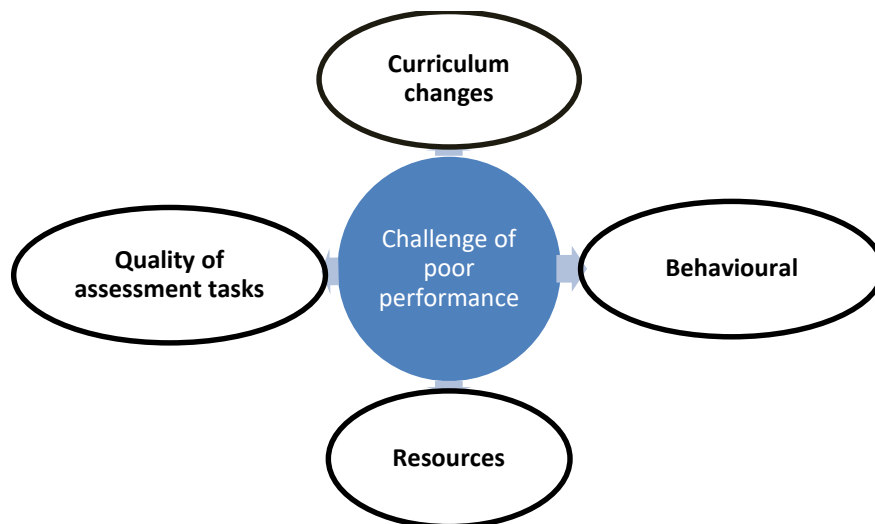 Curriculum
changes
Challenge of
poor
performance
Quality of
assessment tasks
Behavioural
Resources